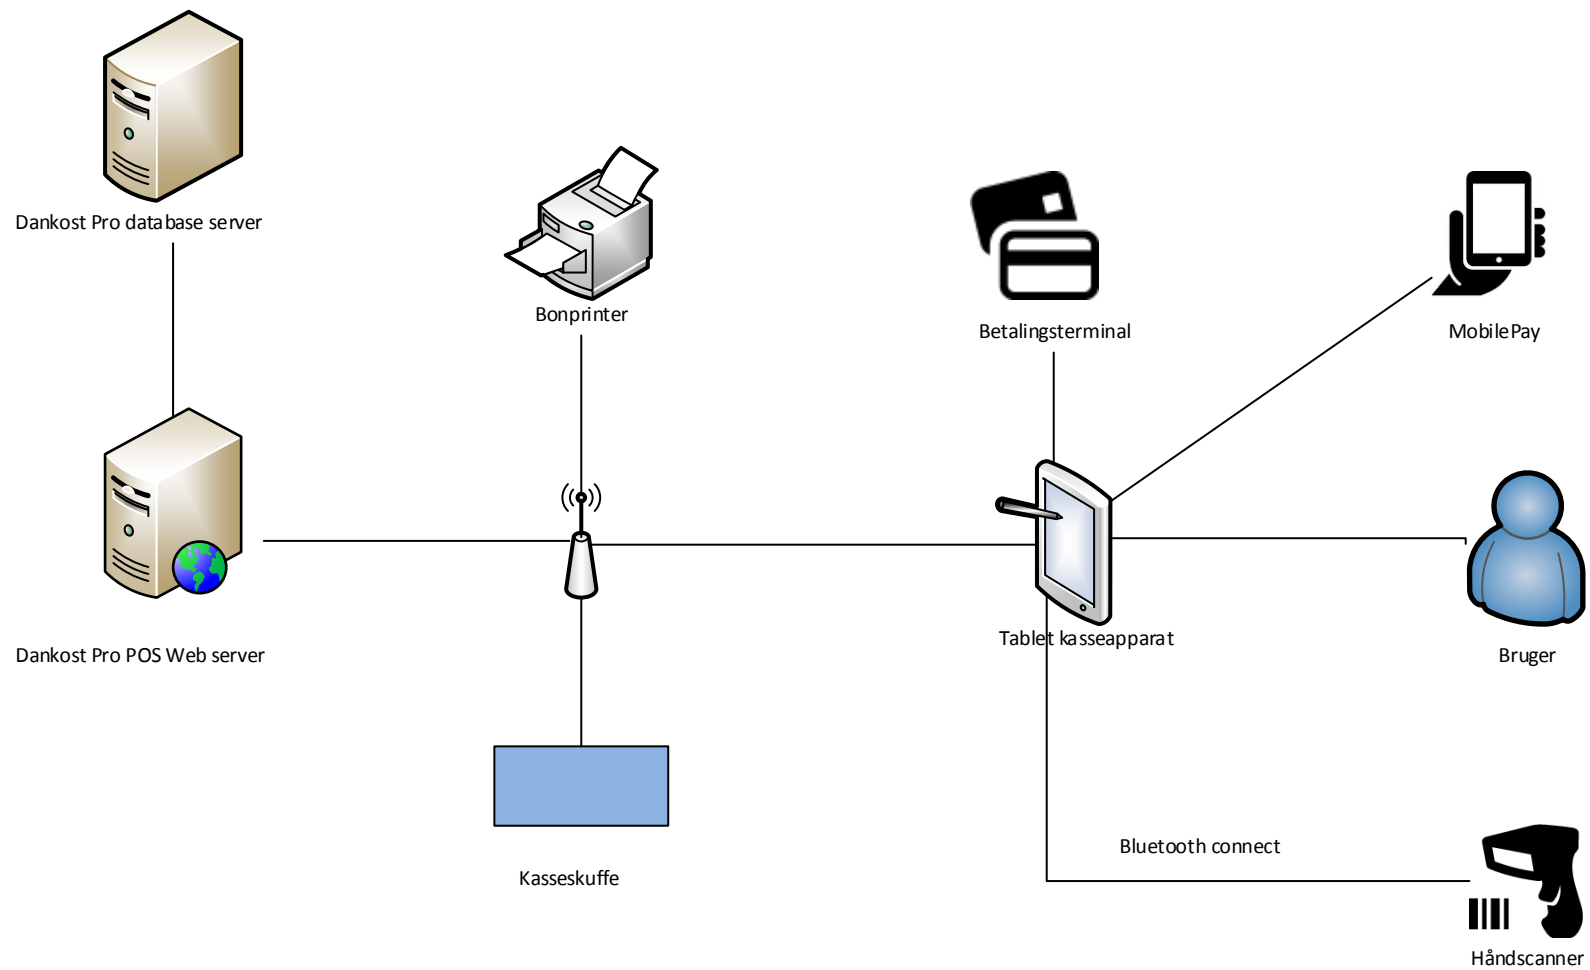 Dankost Pro database server
Bonprinter
Betalingsterminal
MobilePay
Dankost Pro POS Web server
Tablet kasseapparat
Bruger
Kasseskuffe
Bluetooth connect
Håndscanner